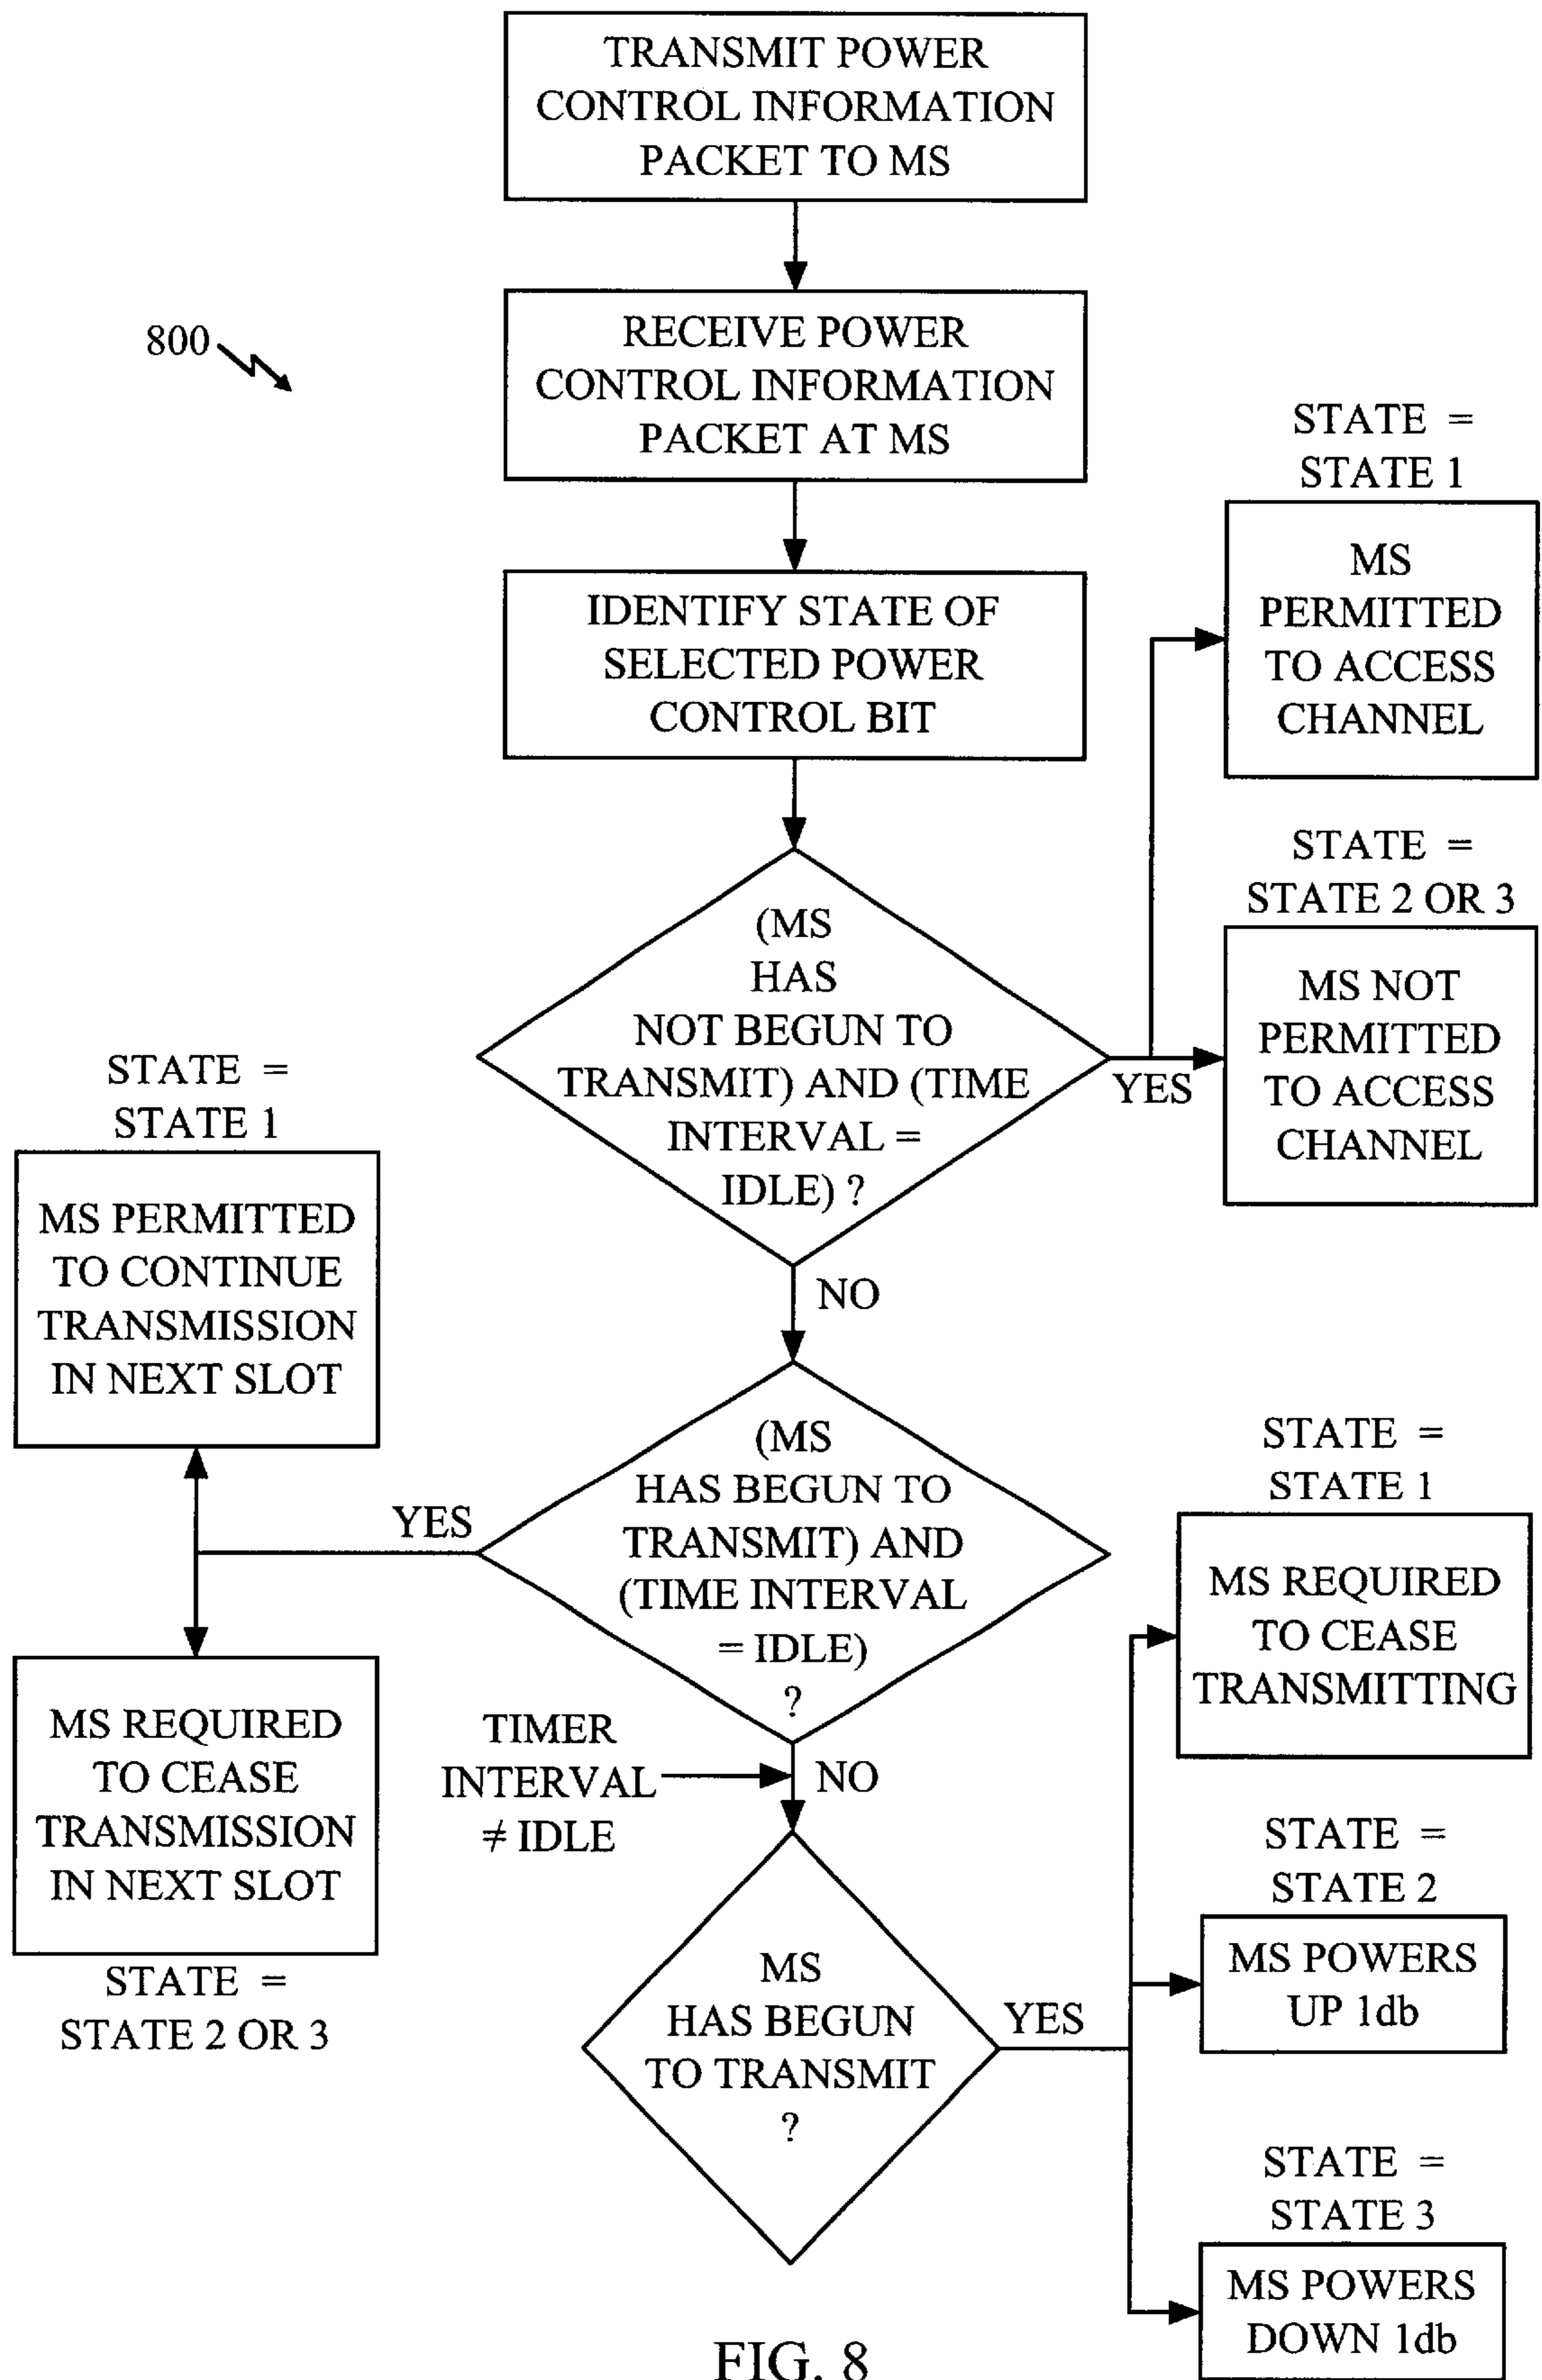 TRANSMIT POWER
CONTROL INFORMATION
PACKET TO MS
800
RECEIVE POWER
CONTROL INFORMATION
PACKET AT MS
IDENTIFY STATE OF
SELECTED POWER
CONTROL BIT
STATE =
STATE 1
MS
PERMITTED
TO ACCESS
CHANNEL
STATE =
STATE 2 OR 3
MS NOT
PERMITTED
TO ACCESS
CHANNEL
(MS
HAS
NOT BEGUN TO
TRANSMIT) AND (TIME
INTERVAL =
IDLE) ?
YES
NO
STATE =
STATE 1
MS PERMITTED
TO CONTINUE
TRANSMISSION
IN NEXT SLOT
YES
(MS
HAS BEGUN TO
TRANSMIT) AND
(TIME INTERVAL
= IDLE)
?
MS REQUIRED
TO CEASE
TRANSMISSION
IN NEXT SLOT
STATE =
STATE 2 OR 3
TIMER
INTERVAL
≠ IDLE
NO
MS
HAS BEGUN
TO TRANSMIT
?
YES
STATE =
STATE 1
MS REQUIRED
TO CEASE
TRANSMITTING
STATE =
STATE 2
MS POWERS
UP 1db
STATE =
STATE 3
MS POWERS
DOWN 1db
FIG. 8